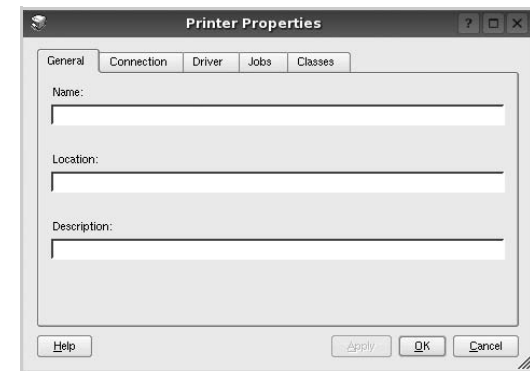 Printer Properties
General Connection Driver Jobs Classes
Name:
Location:
Description:
Help Apply OK Cancel